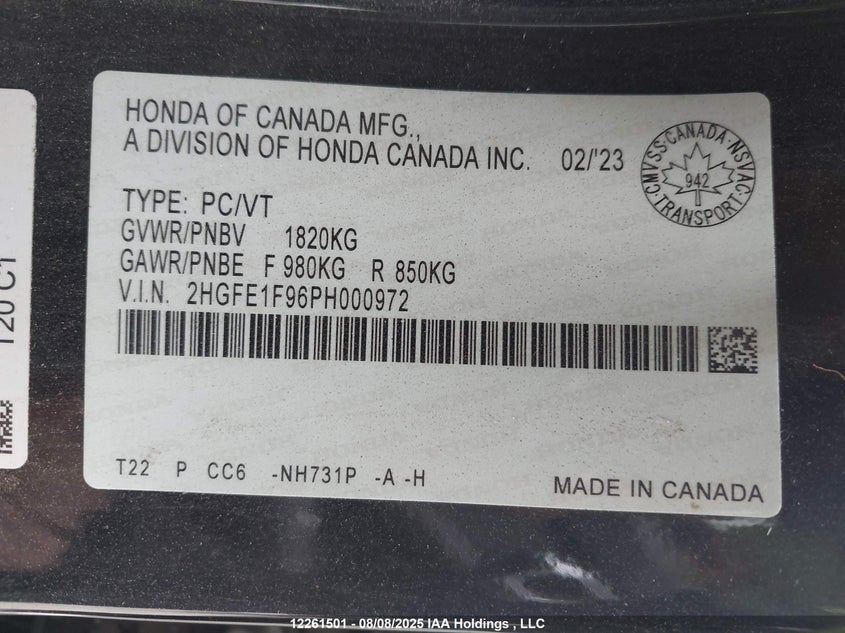 HONDA OF CANADA MFG.,
A DIVISION OF HONDA CANADA INC. 02/'23
CMVSS·CANADA·NSVAC·TRANSPORT·
942
TYPE: PC/VT
GVWR/PNBV 1820KG
GAWR/PNBE F 980KG R 850KG
V.I.N. 2HGFE1F96PH000972
T22 P CC6 -NH731P -A -H
MADE IN CANADA
12261501 - 08/08/2025 IAA Holdings , LLC